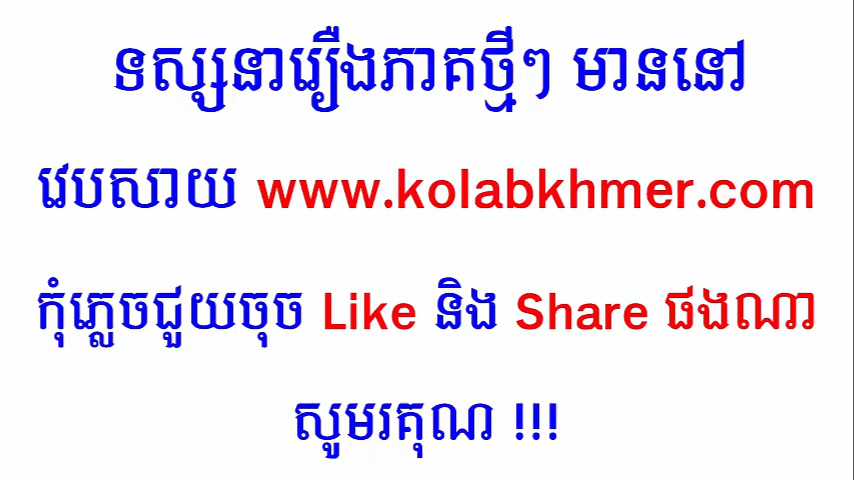 ទស្សនារឿងភាគថ្មីៗ មាននៅ
វេបសាយ www.kolabkhmer.com
កុំភ្លេចជួយចុច Like និង Share ផងណា
សូមរគុណ !!!